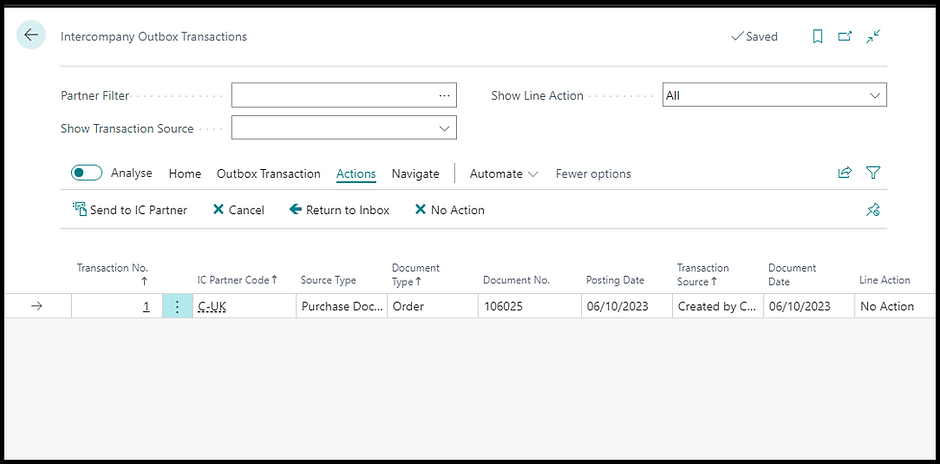 Intercompany Outbox Transactions
Saved
Partner Filter
Show Line Action
All
Show Transaction Source
Analyse Home Outbox Transaction Actions Navigate Automate Fewer options
Send to IC Partner Cancel Return to Inbox No Action
Transaction No. ↑ IC Partner Code ↑ Source Type Document Type ↑ Document No. Posting Date Transaction Source ↑ Document Date Line Action
→ 1 C-UK Purchase Doc... Order 106025 06/10/2023 Created by C... 06/10/2023 No Action